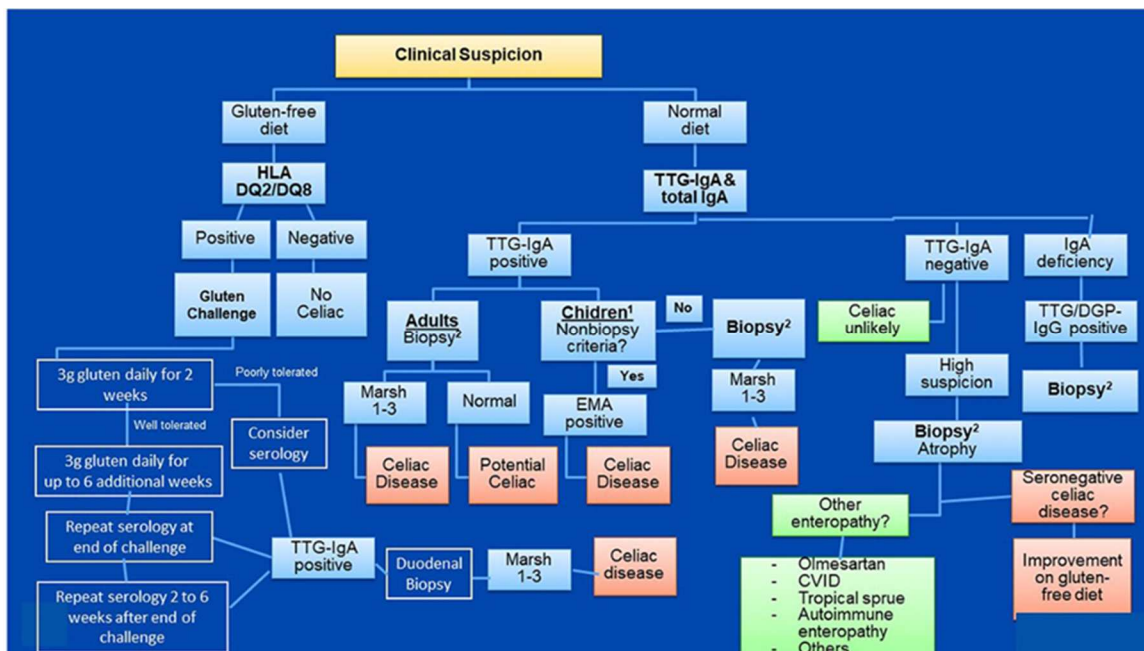 Clinical Suspicion
Gluten-free
diet
Normal
diet
HLA
DQ2/DQ8
TTG-IgA &
total IgA
Positive
Negative
TTG-IgA
positive
TTG-IgA
negative
IgA
deficiency
Gluten
Challenge
No
Celiac
Adults
Biopsy²
Chidren¹
Nonbiopsy
criteria?
No
Biopsy²
Celiac
unlikely
TTG/DGP-
IgG positive
3g gluten daily for 2
weeks
Poorly tolerated
Yes
High
suspicion
Biopsy²
Marsh
1-3
Normal
EMA
positive
Marsh
1-3
Well tolerated
Consider
serology
Biopsy²
Atrophy
3g gluten daily for
up to 6 additional weeks
Celiac
Disease
Potential
Celiac
Celiac
Disease
Celiac
Disease
Other
enteropathy?
Seronegative
celiac
disease?
Repeat serology at
end of challenge
TTG-IgA
positive
Duodenal
Biopsy
Marsh
1-3
Celiac
disease
Improvement
on gluten-
free diet
Repeat serology 2 to 6
weeks after end of
challenge
- Olmesartan
- CVID
- Tropical sprue
- Autoimmune
enteropathy
- Others